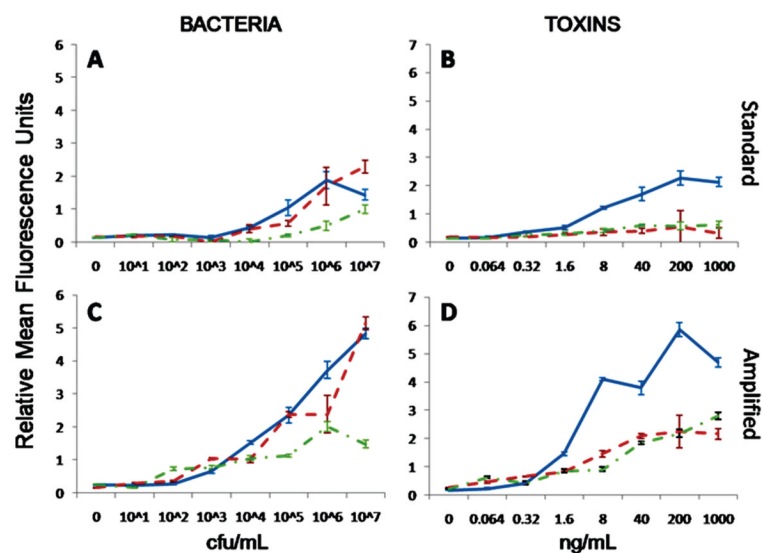 BACTERIA
TOXINS
Relative Mean Fluorescence Units
A
6
5
4
3
2
1
0
0 10^1 10^2 10^3 10^4 10^5 10^6 10^7
B
7
6
5
4
3
2
1
0
0 0.064 0.32 1.6 8 40 200 1000
Standard
C
6
5
4
3
2
1
0
0 10^1 10^2 10^3 10^4 10^5 10^6 10^7
cfu/mL
D
7
6
5
4
3
2
1
0
0 0.064 0.32 1.6 8 40 200 1000
ng/mL
Amplified